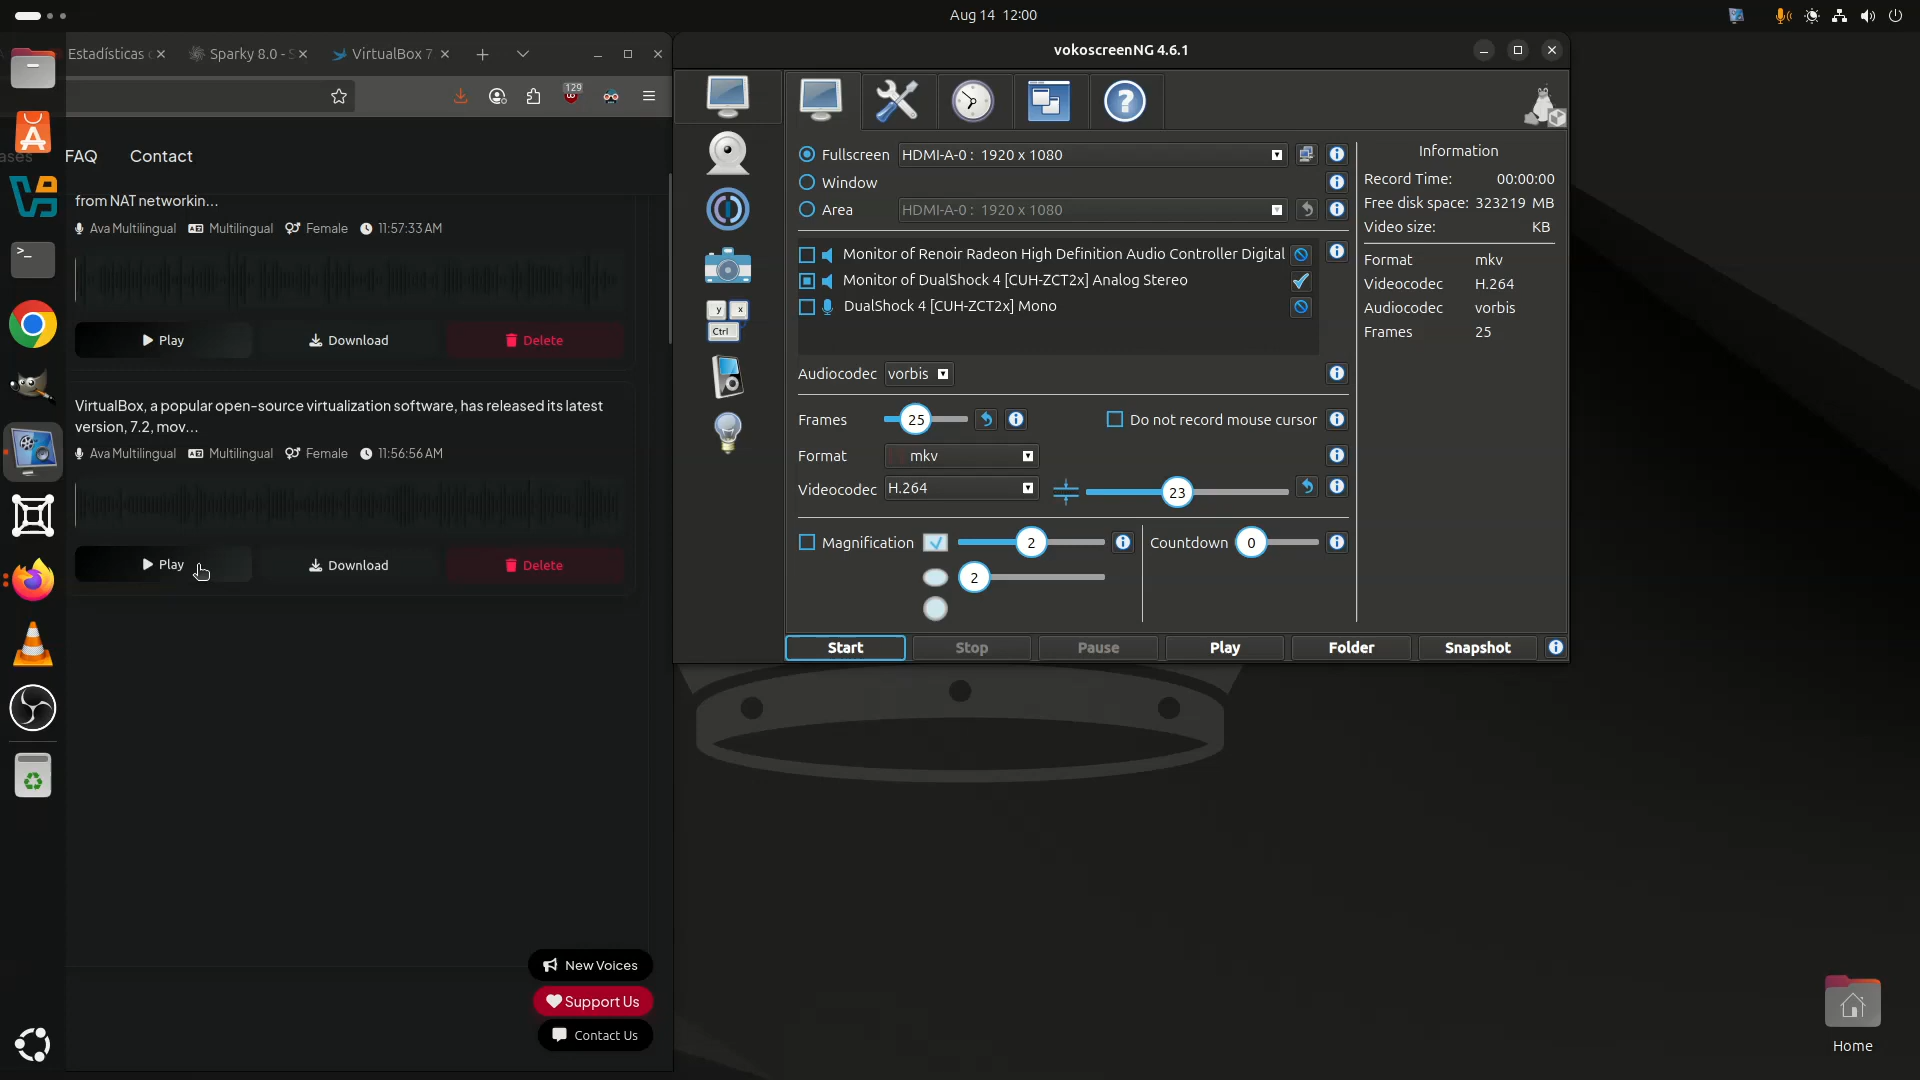 Aug 14 12:00
Estadísticas
Sparky 8.0 - S
VirtualBox 7
129
FAQ
Contact
from NAT networkin...
Ava Multilingual
Multilingual
Female
11:57:33 AM
Play
Download
Delete
VirtualBox, a popular open-source virtualization software, has released its latest
version, 7.2, mov...
Ava Multilingual
Multilingual
Female
11:56:56 AM
Play
Download
Delete
New Voices
Support Us
Contact Us
vokoscreenNG 4.6.1
Fullscreen
HDMI-A-0 : 1920 x 1080
Window
Area
HDMI-A-0 : 1920 x 1080
Monitor of Renoir Radeon High Definition Audio Controller Digital
Monitor of DualShock 4 [CUH-ZCT2x] Analog Stereo
DualShock 4 [CUH-ZCT2x] Mono
y
x
Ctrl
Audiocodec
vorbis
Frames
25
Do not record mouse cursor
Format
mkv
Videocodec
H.264
23
Magnification
2
2
Countdown
0
Start
Stop
Pause
Play
Folder
Snapshot
Information
Record Time: 00:00:00
Free disk space: 323219 MB
Video size: KB
Format mkv
Videocodec H.264
Audiocodec vorbis
Frames 25
Home